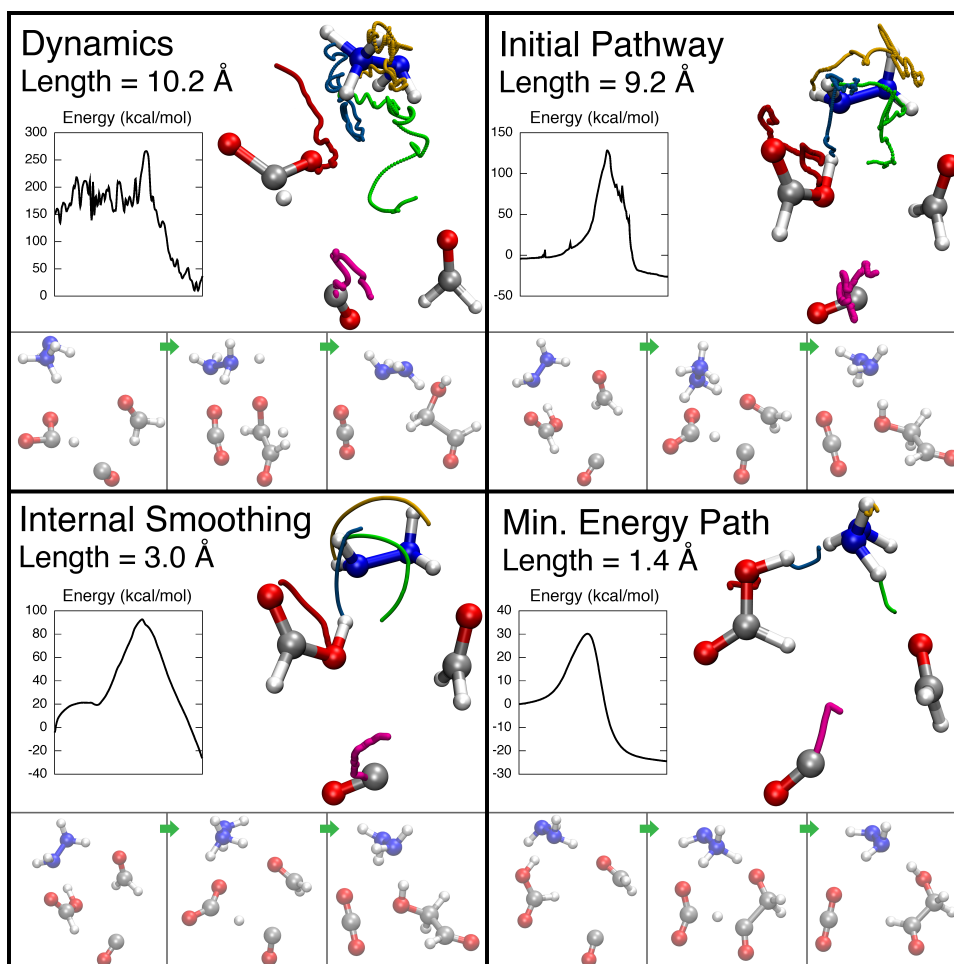 Dynamics
Length = 10.2 Å
Energy (kcal/mol)
300
250
200
150
100
50
0
Initial Pathway
Length = 9.2 Å
Energy (kcal/mol)
150
100
50
0
-50
Internal Smoothing
Length = 3.0 Å
Energy (kcal/mol)
100
80
60
40
20
0
-20
-40
Min. Energy Path
Length = 1.4 Å
Energy (kcal/mol)
40
30
20
10
0
-10
-20
-30